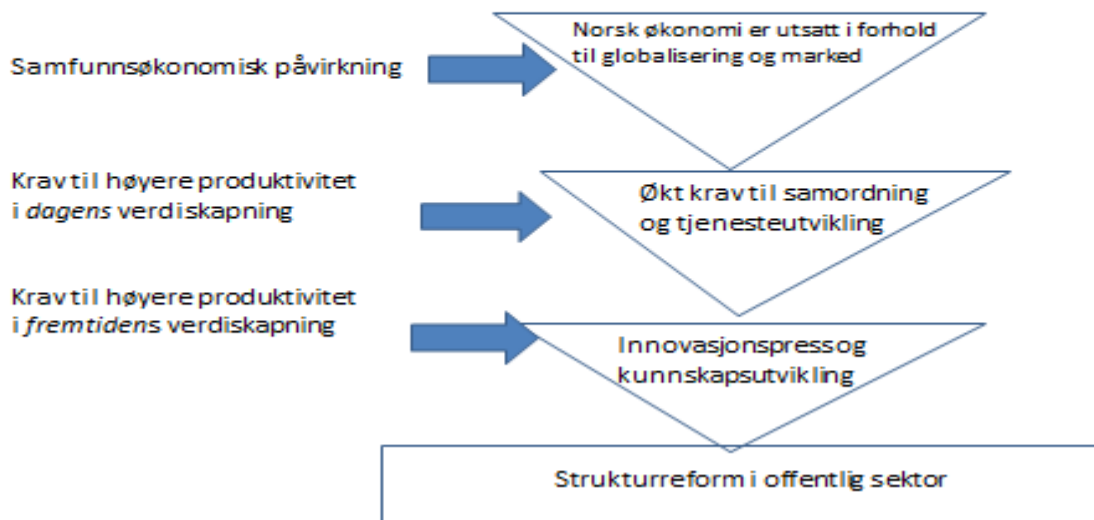 Norsk økonomi er utsatt i forhold
til globalisering og marked
Samfunnsøkonomisk påvirkning
Krav til høyere produktivitet
i dagens verdiskapning
Økt krav til samordning
og tjenesteutvikling
Krav til høyere produktivitet
i fremtidens verdiskapning
Innovasjonspress og
kunnskapsutvikling
Strukturreform i offentlig sektor